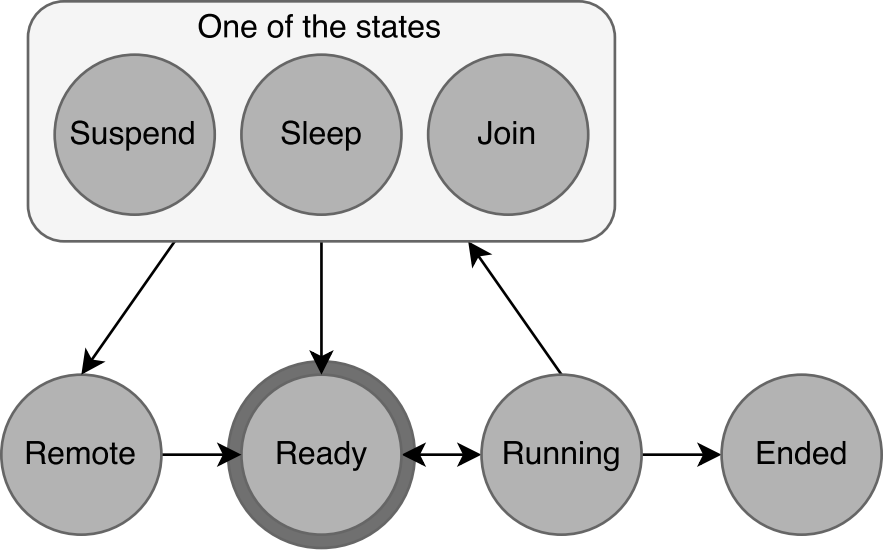 One of the states
Suspend
Sleep
Join
Remote
Ready
Running
Ended